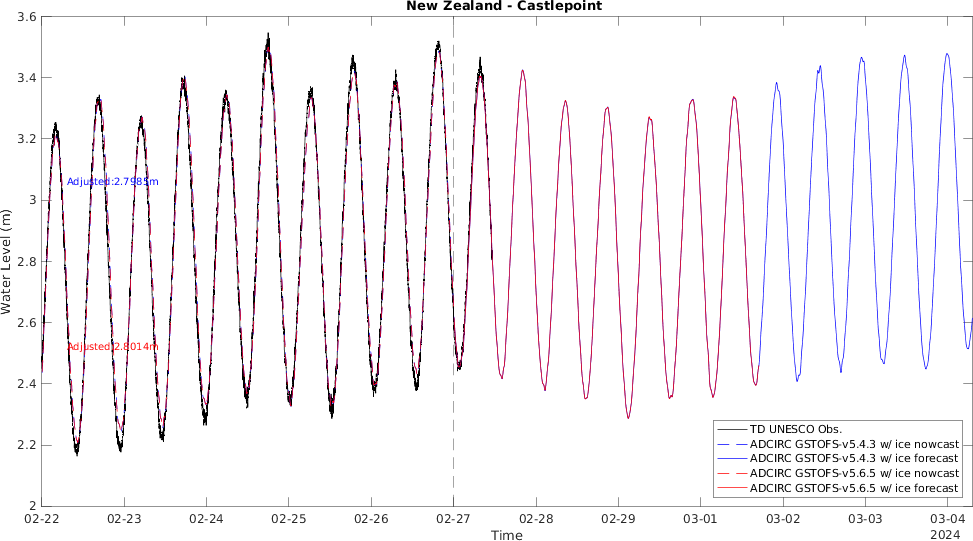 New Zealand - Castlepoint
Water Level (m)
3.6
3.4
3.2
3
2.8
2.6
2.4
2.2
2
Adjusted:2.7985m
Adjusted:2.8014m
TD UNESCO Obs.
ADCIRC GSTOFS-v5.4.3 w/ ice nowcast
ADCIRC GSTOFS-v5.4.3 w/ ice forecast
ADCIRC GSTOFS-v5.6.5 w/ ice nowcast
ADCIRC GSTOFS-v5.6.5 w/ ice forecast
02-22 02-23 02-24 02-25 02-26 02-27 02-28 02-29 03-01 03-02 03-03 03-04
2024
Time